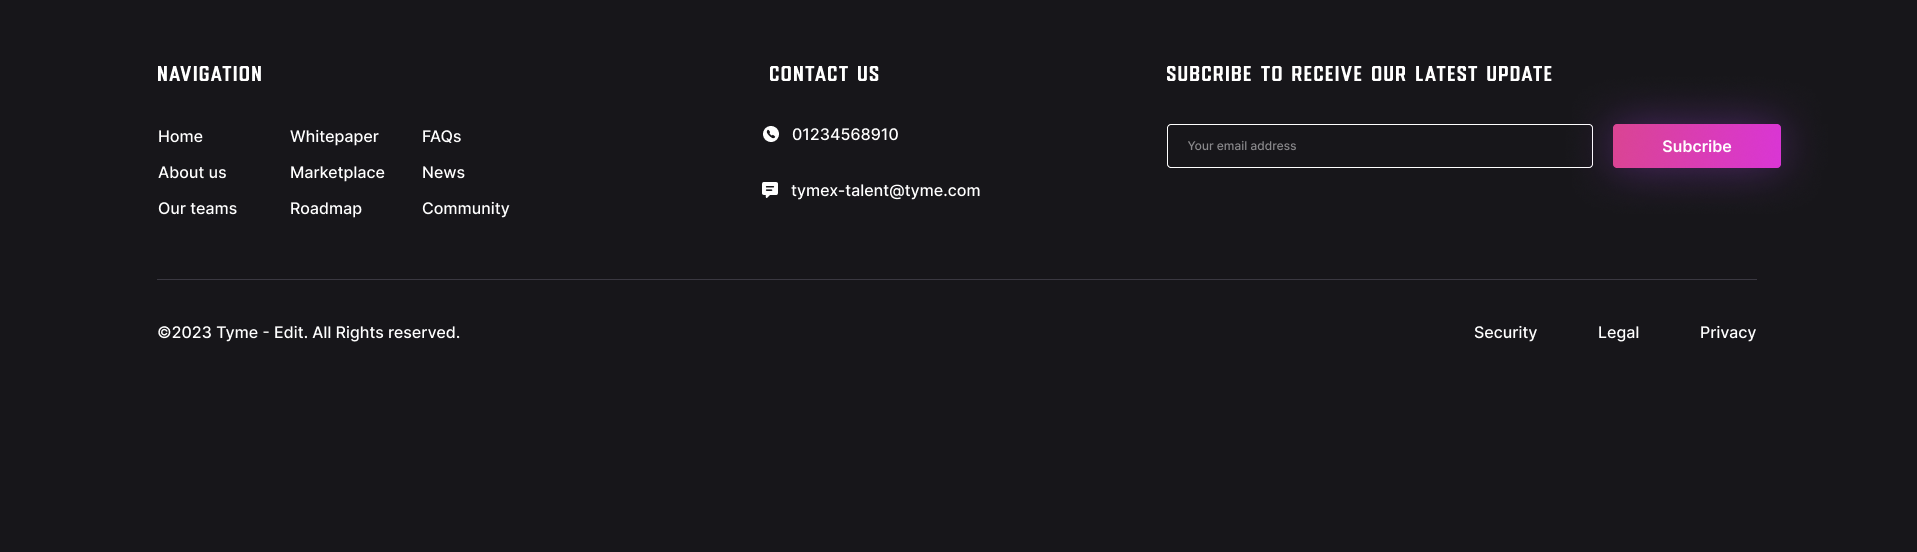 NAVIGATION
Home
About us
Our teams
Whitepaper
Marketplace
Roadmap
FAQs
News
Community
CONTACT US
01234568910
tymex-talent@tyme.com
SUBCRIBE TO RECEIVE OUR LATEST UPDATE
Your email address
Subcribe
©2023 Tyme - Edit. All Rights reserved.
Security
Legal
Privacy